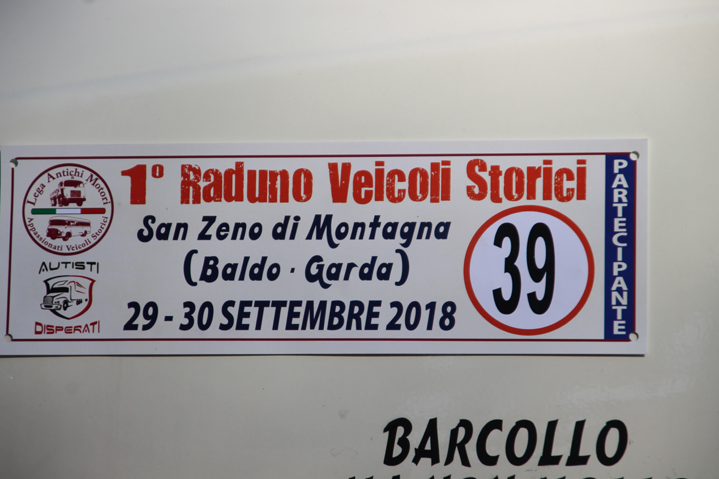 1° Raduno Veicoli Storici
Lega Antichi Motori
Appassionati Veicoli Storici
San Zeno di Montagna
(Baldo - Garda)
29 - 30 SETTEMBRE 2018
AUTISTI
DISPERATI
39
PARTECIPANTE
BARCOLLO